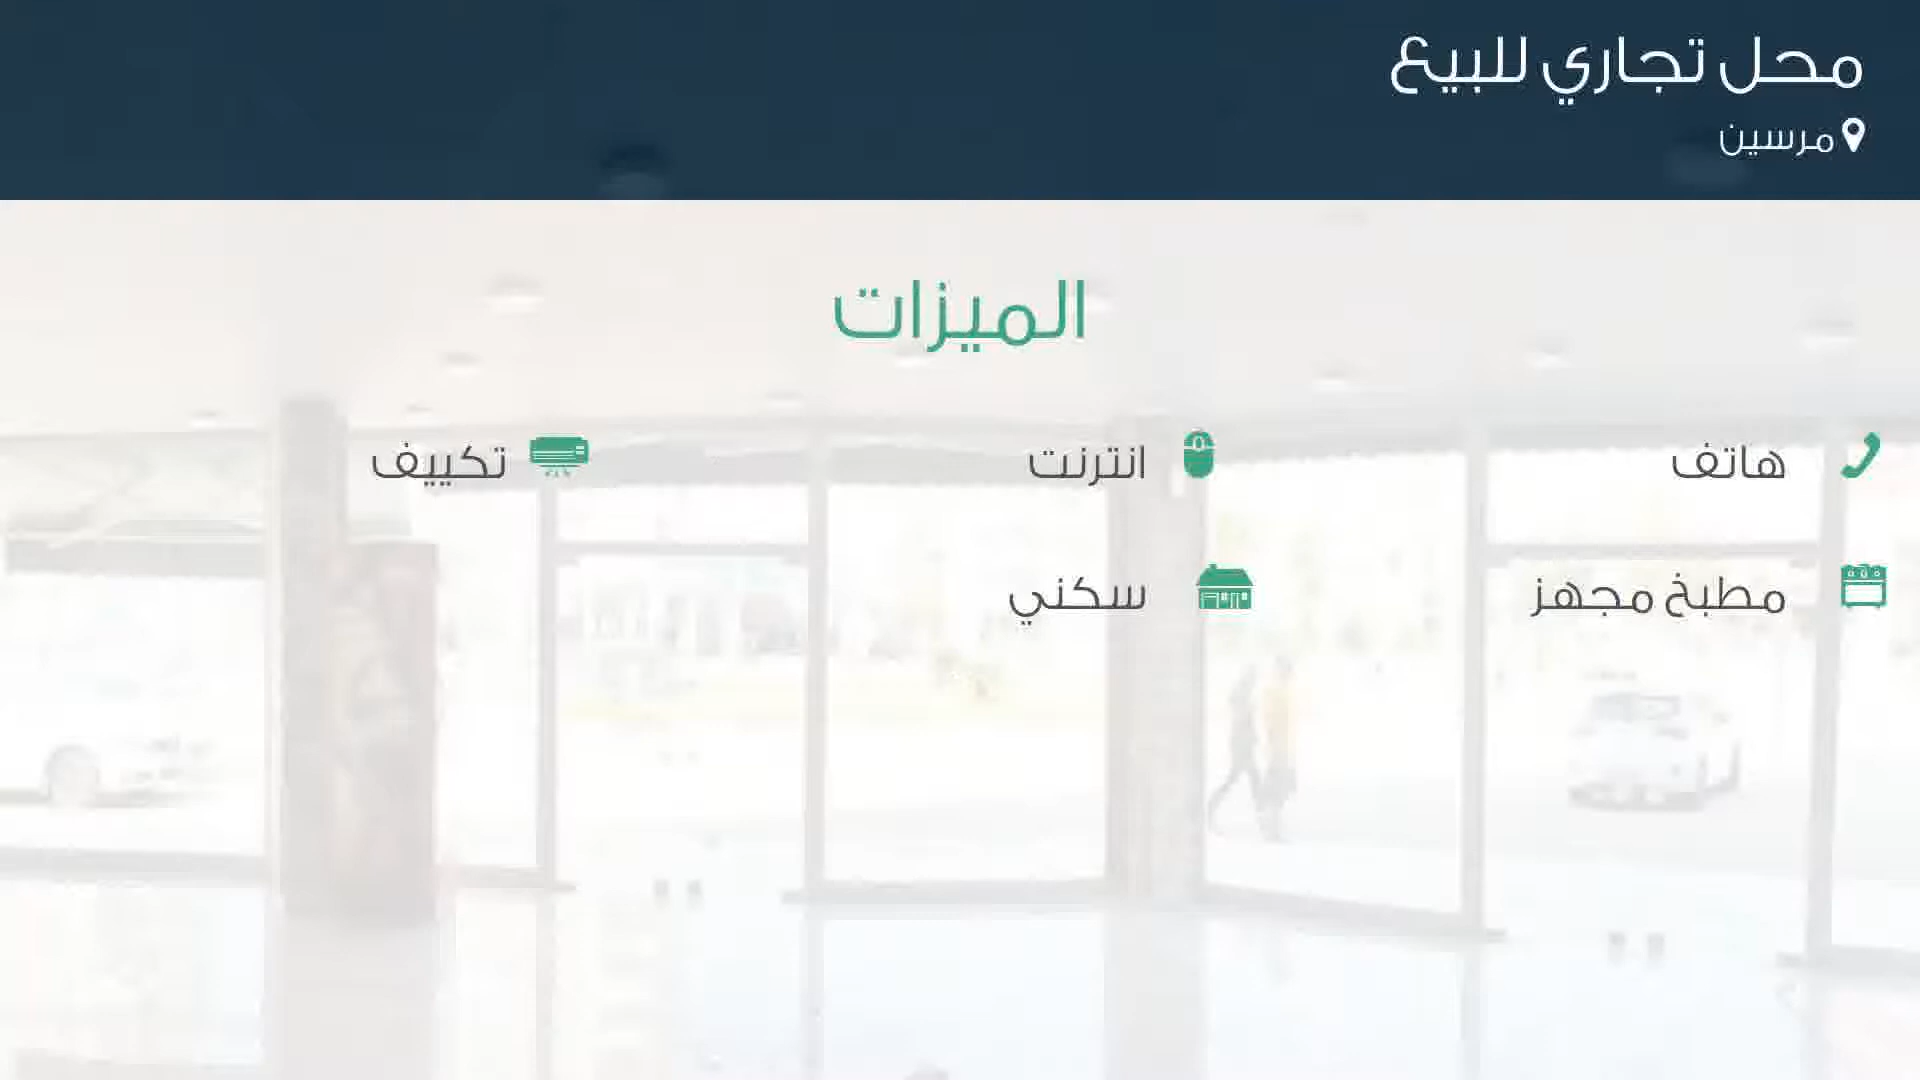 محل تجاري للبيع
مرسين
الميزات
هاتف
انترنت
تكييف
مطبخ مجهز
سكني